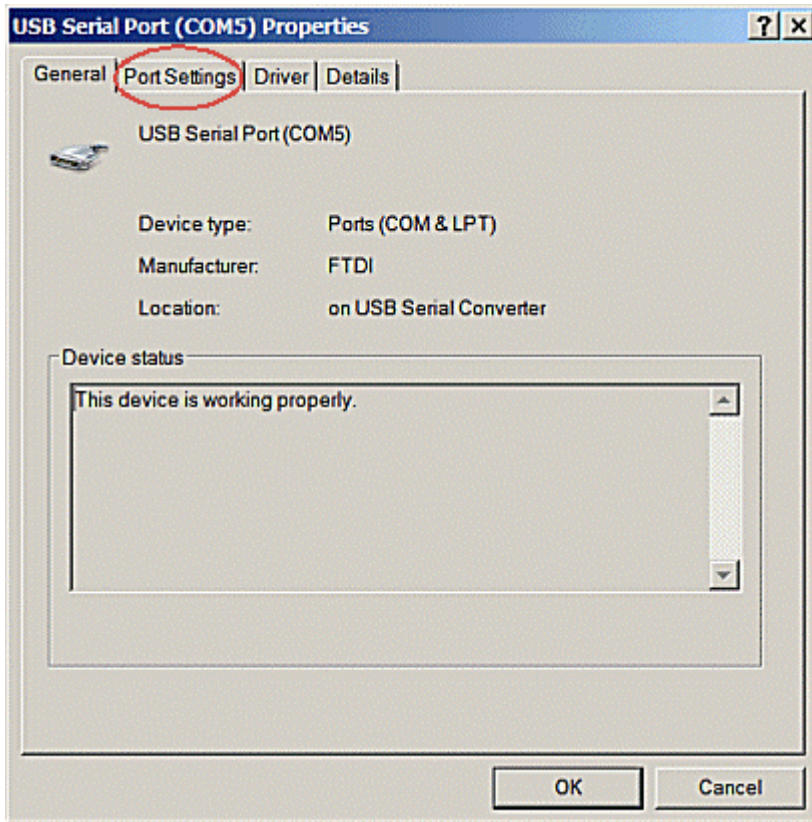 USB Serial Port (COM5) Properties
General Port Settings Driver Details
USB Serial Port (COM5)
Device type: Ports (COM & LPT)
Manufacturer: FTDI
Location: on USB Serial Converter
Device status
This device is working properly.
OK Cancel